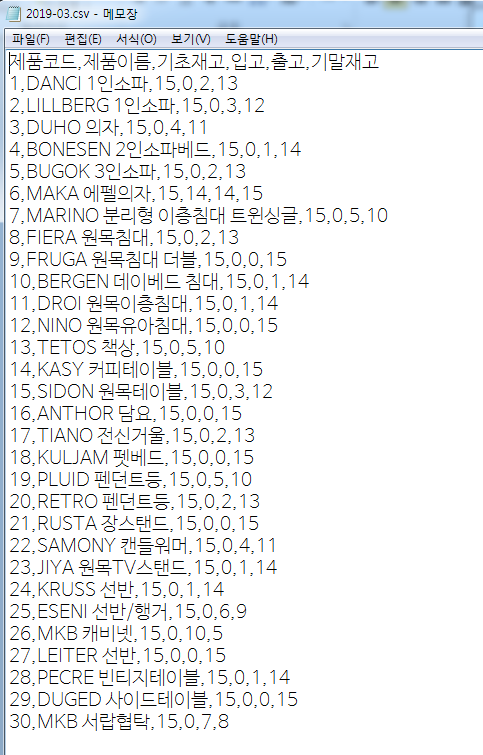 2019-03.csv - 메모장
파일(F) 편집(E) 서식(O) 보기(V) 도움말(H)
제품코드,제품이름,기초재고,입고,출고,기말재고
1,DANCI 1인소파,15,0,2,13
2,LILLBERG 1인소파,15,0,3,12
3,DUHO 의자,15,0,4,11
4,BONESEN 2인소파베드,15,0,1,14
5,BUGOK 3인소파,15,0,2,13
6,MAKA 에펠의자,15,14,14,15
7,MARINO 분리형 이층침대 트윈싱글,15,0,5,10
8,FIERA 원목침대,15,0,2,13
9,FRUGA 원목침대 더블,15,0,0,15
10,BERGEN 데이베드 침대,15,0,1,14
11,DROI 원목이층침대,15,0,1,14
12,NINO 원목유아침대,15,0,0,15
13,TETOS 책상,15,0,5,10
14,KASY 커피테이블,15,0,0,15
15,SIDON 원목테이블,15,0,3,12
16,ANTHOR 담요,15,0,0,15
17,TIANO 전신거울,15,0,2,13
18,KULJAM 펫베드,15,0,0,15
19,PLUID 펜던트등,15,0,5,10
20,RETRO 펜던트등,15,0,2,13
21,RUSTA 장스탠드,15,0,0,15
22,SAMONY 캔들워머,15,0,4,11
23,JIYA 원목TV스탠드,15,0,1,14
24,KRUSS 선반,15,0,1,14
25,ESENI 선반/행거,15,0,6,9
26,MKB 캐비넷,15,0,10,5
27,LEITER 선반,15,0,0,15
28,PECRE 빈티지테이블,15,0,1,14
29,DUGED 사이드테이블,15,0,0,15
30,MKB 서랍협탁,15,0,7,8